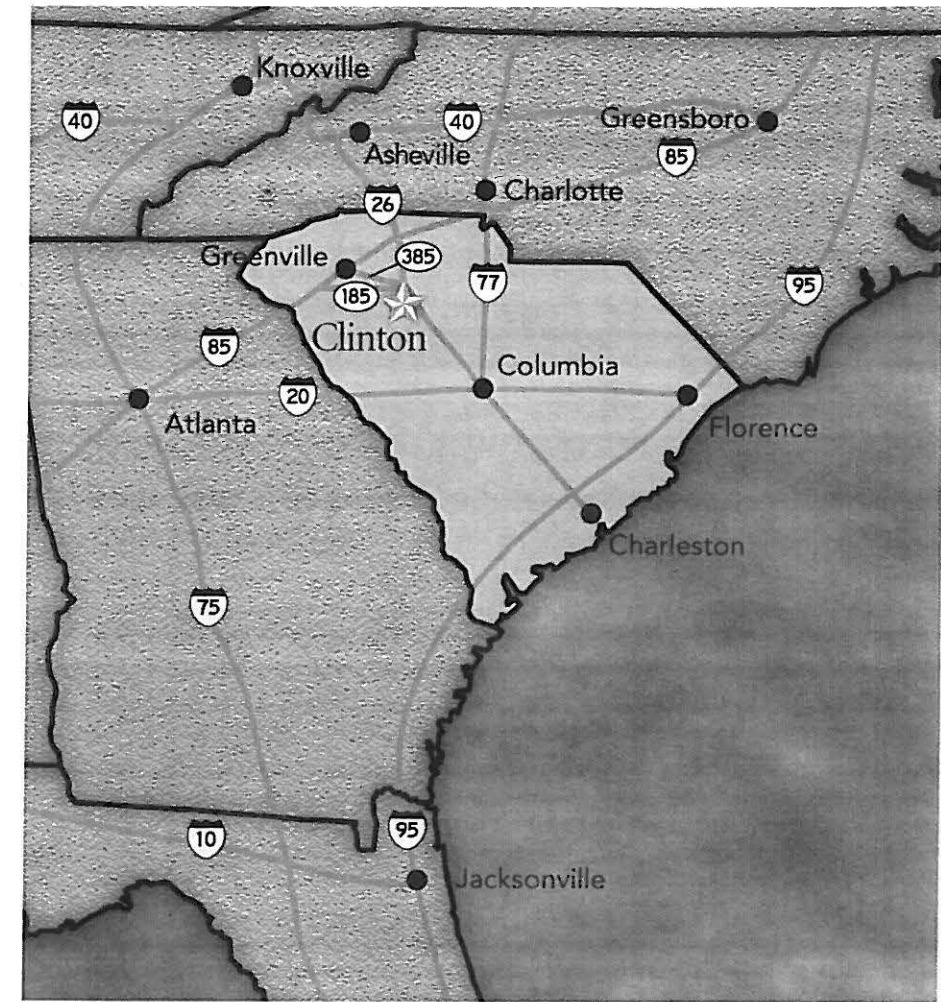 Knoxville
40
40
Greensboro
Asheville
85
Charlotte
26
Greenville
385
77
185
95
Clinton
85
Columbia
20
Atlanta
Florence
Charleston
75
10
95
Jacksonville